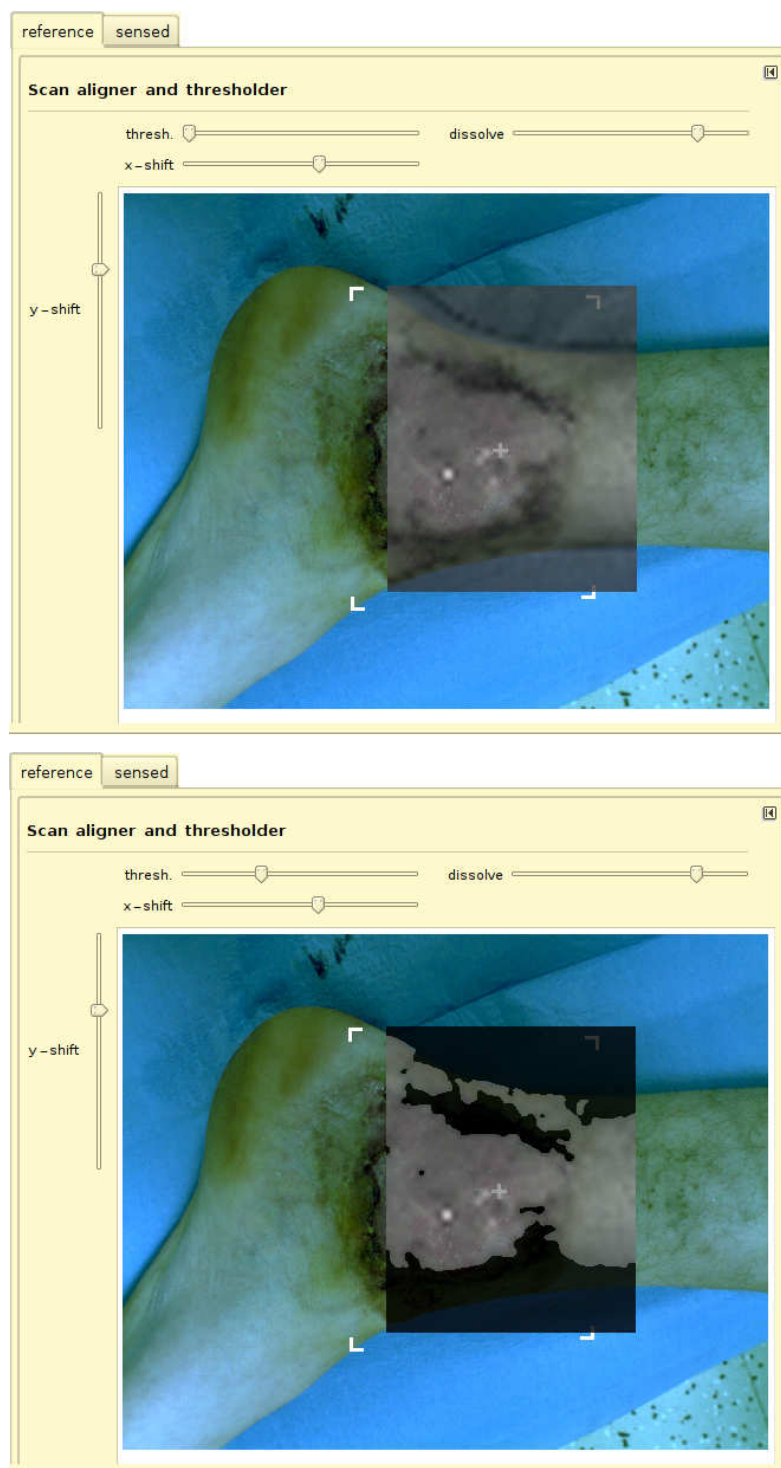 reference sensed
Scan aligner and thresholder
thresh. dissolve
x-shift
y-shift
reference sensed
Scan aligner and thresholder
thresh. dissolve
x-shift
y-shift